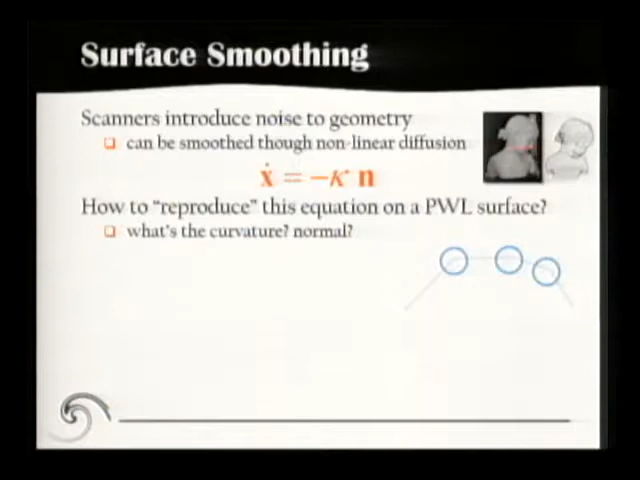 Surface Smoothing
Scanners introduce noise to geometry
can be smoothed though non-linear diffusion
ẋ = −κ n
How to "reproduce" this equation on a PWL surface?
what's the curvature? normal?